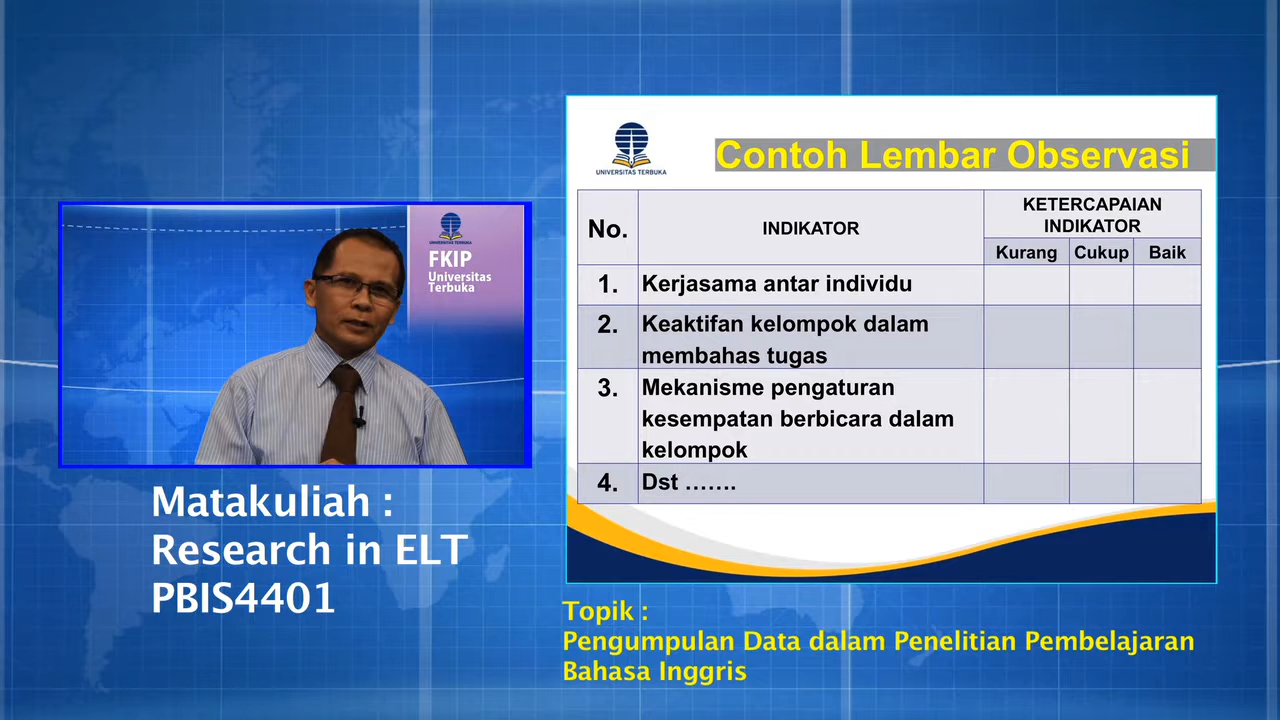 UNIVERSITAS TERBUKA
FKIP
Universitas
Terbuka
Matakuliah :
Research in ELT
PBIS4401
UNIVERSITAS TERBUKA
Contoh Lembar Observasi
No.
INDIKATOR
KETERCAPAIAN
INDIKATOR
Kurang Cukup Baik
1. Kerjasama antar individu
2. Keaktifan kelompok dalam
membahas tugas
3. Mekanisme pengaturan
kesempatan berbicara dalam
kelompok
4. Dst …….
Topik :
Pengumpulan Data dalam Penelitian Pembelajaran
Bahasa Inggris